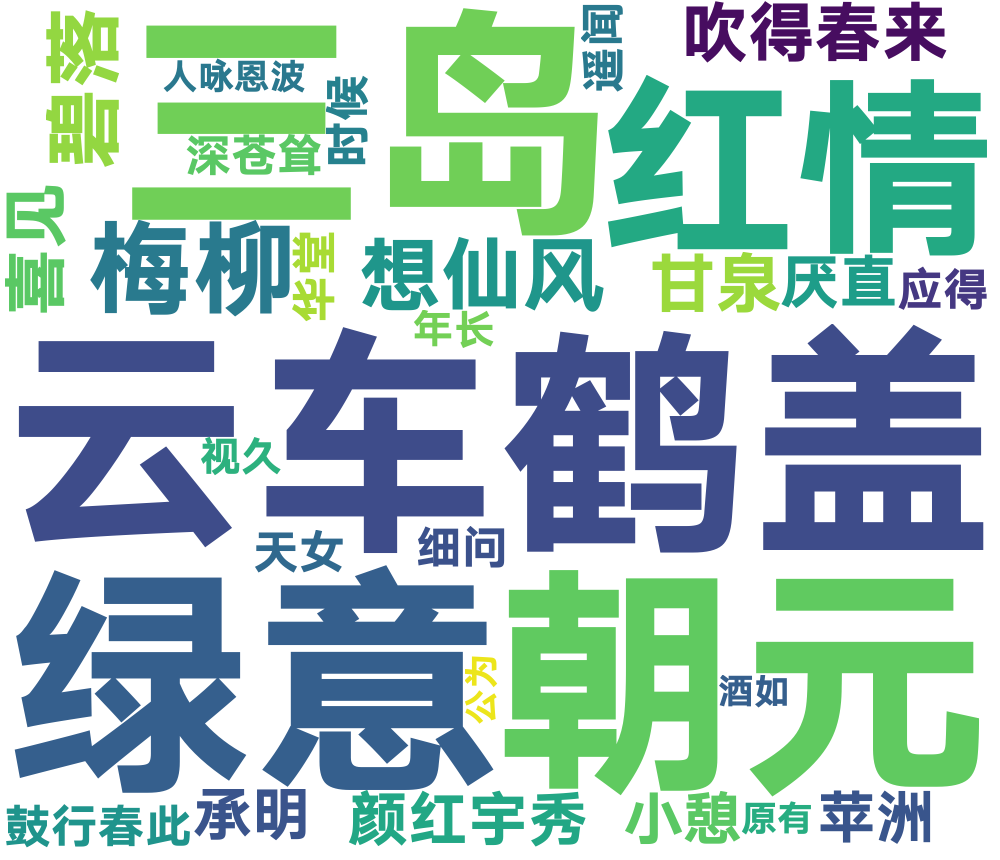 碧落
三岛
人咏恩波
深苍耸
时候
遥闻
吹得春来
红情
喜见
梅柳
华堂
想仙风
年长
甘泉
厌直
应得
云车鹤盖
视久
天女
细问
绿意
朝元
公为
酒如
鼓行春此
承明
颜红宇秀
小憩
原有
苹洲